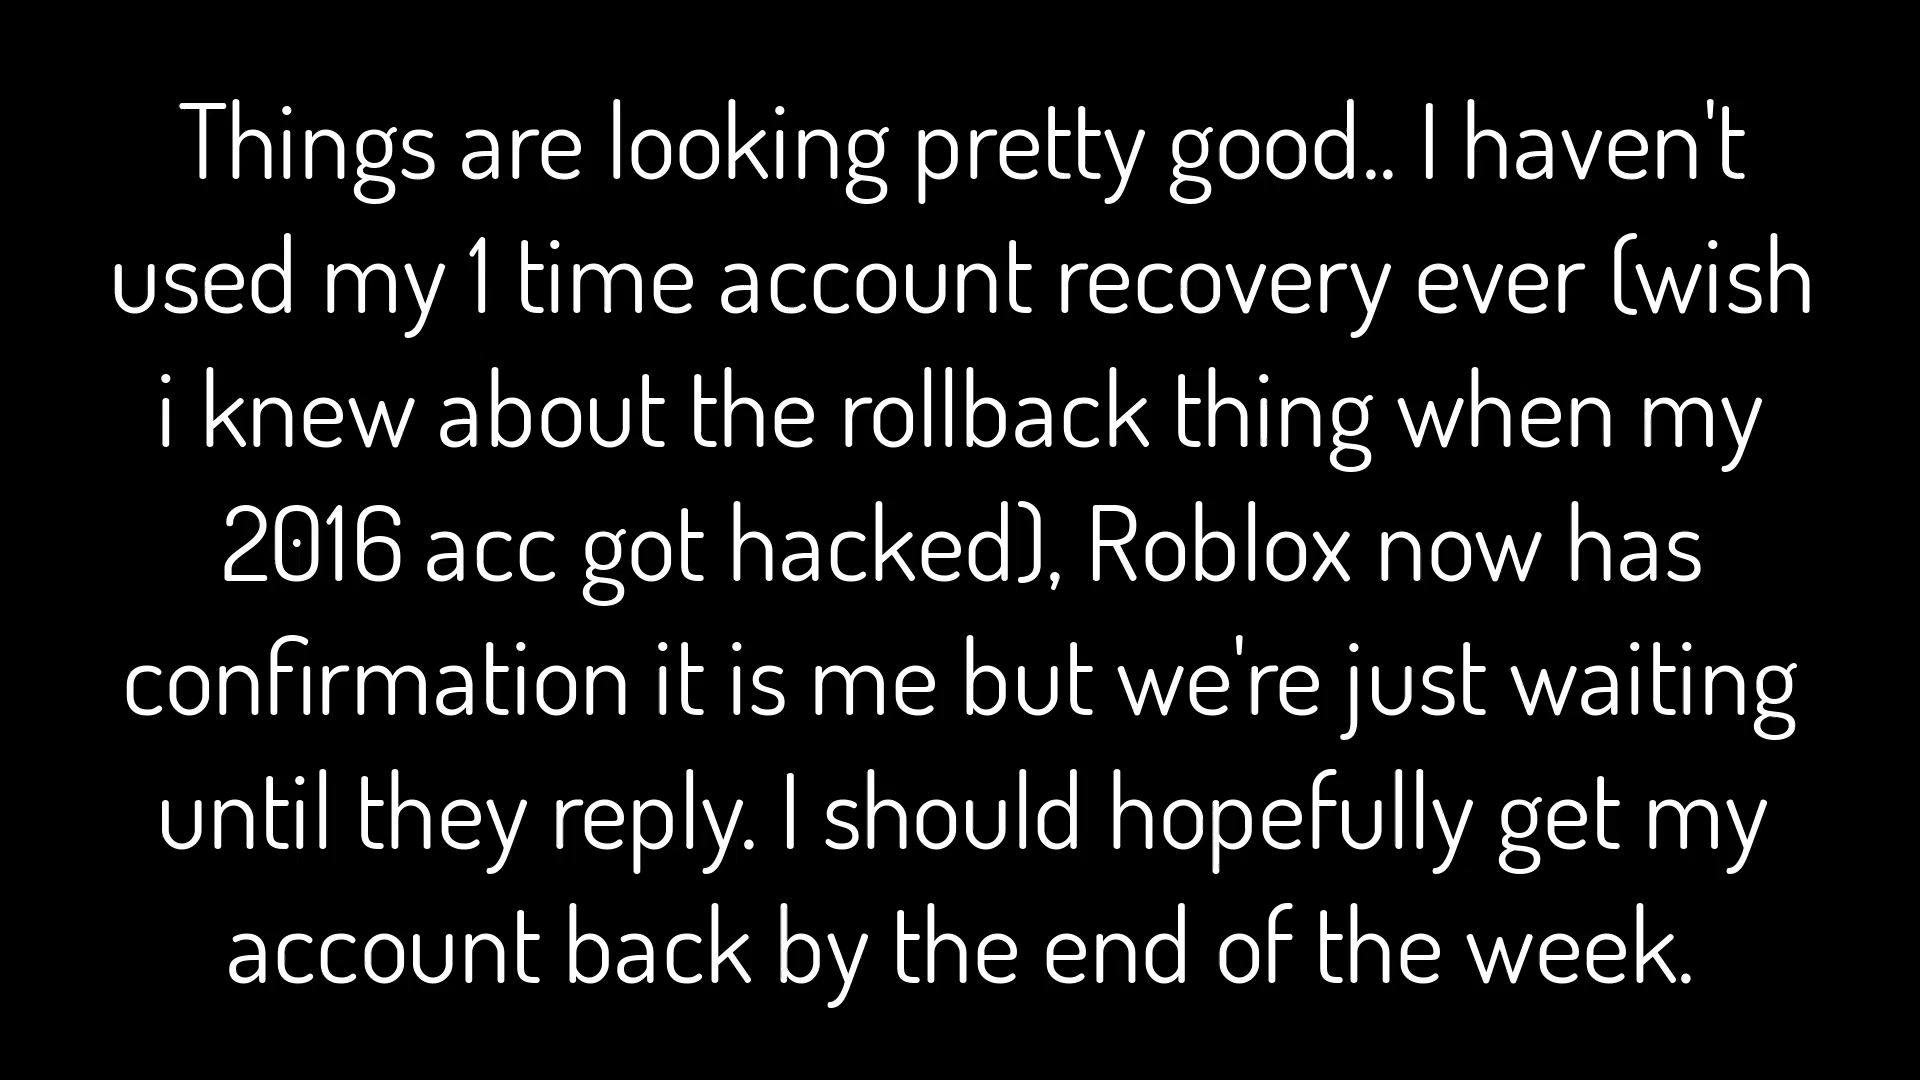 Things are looking pretty good.. I haven't
used my 1 time account recovery ever (wish
i knew about the rollback thing when my
2016 acc got hacked), Roblox now has
confirmation it is me but we're just waiting
until they reply. I should hopefully get my
account back by the end of the week.